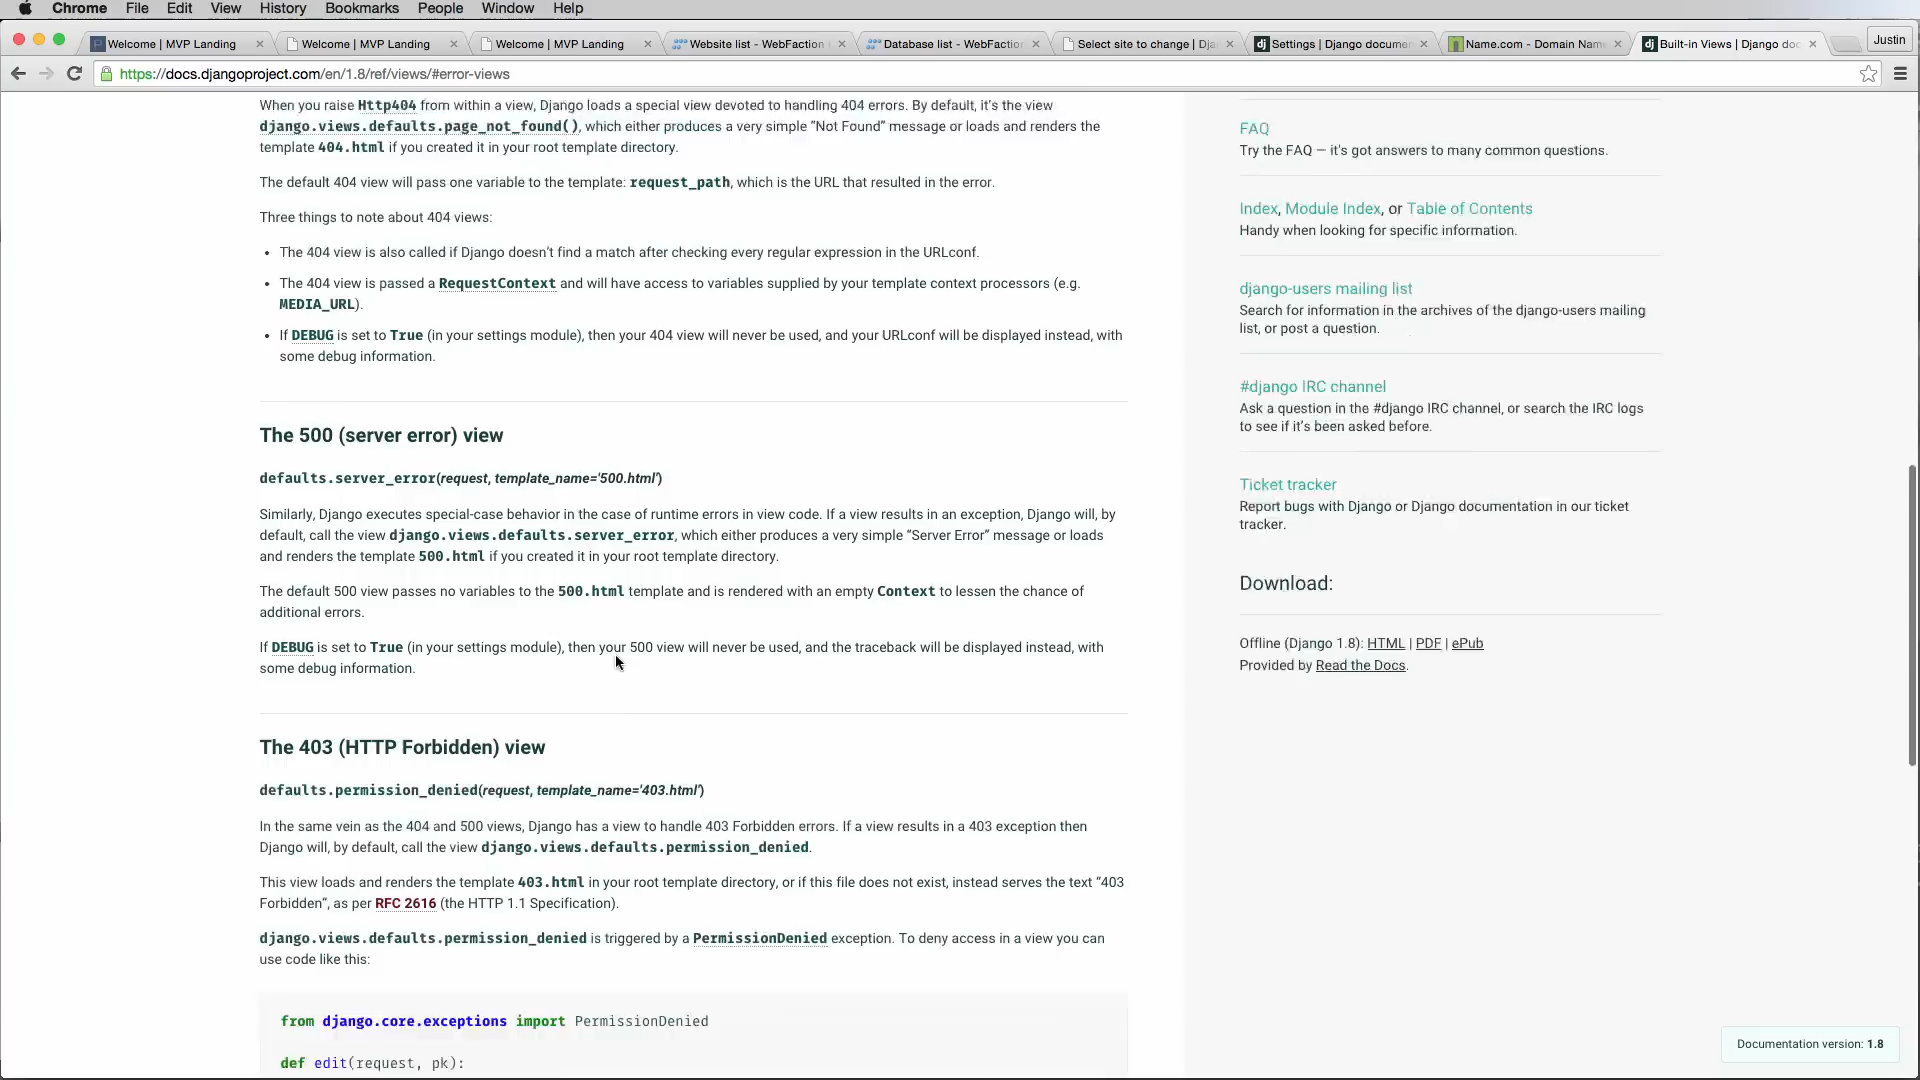 Chrome File Edit View History Bookmarks People Window Help
Welcome | MVP Landing
Welcome | MVP Landing
Welcome | MVP Landing
Website list - WebFaction
Database list - WebFaction
Select site to change | Dja
Settings | Django docume
Name.com - Domain Nam
Built-in Views | Django doc
Justin
https://docs.djangoproject.com/en/1.8/ref/views/#error-views
When you raise Http404 from within a view, Django loads a special view devoted to handling 404 errors. By default, it's the view
django.views.defaults.page_not_found(), which either produces a very simple “Not Found” message or loads and renders the
template 404.html if you created it in your root template directory.
The default 404 view will pass one variable to the template: request_path, which is the URL that resulted in the error.
Three things to note about 404 views:
• The 404 view is also called if Django doesn’t find a match after checking every regular expression in the URLconf.
• The 404 view is passed a RequestContext and will have access to variables supplied by your template context processors (e.g.
MEDIA_URL).
• If DEBUG is set to True (in your settings module), then your 404 view will never be used, and your URLconf will be displayed instead, with
some debug information.
The 500 (server error) view
defaults.server_error(request, template_name='500.html')
Similarly, Django executes special-case behavior in the case of runtime errors in view code. If a view results in an exception, Django will, by
default, call the view django.views.defaults.server_error, which either produces a very simple “Server Error” message or loads
and renders the template 500.html if you created it in your root template directory.
The default 500 view passes no variables to the 500.html template and is rendered with an empty Context to lessen the chance of
additional errors.
If DEBUG is set to True (in your settings module), then your 500 view will never be used, and the traceback will be displayed instead, with
some debug information.
The 403 (HTTP Forbidden) view
defaults.permission_denied(request, template_name='403.html')
In the same vein as the 404 and 500 views, Django has a view to handle 403 Forbidden errors. If a view results in a 403 exception then
Django will, by default, call the view django.views.defaults.permission_denied.
This view loads and renders the template 403.html in your root template directory, or if this file does not exist, instead serves the text “403
Forbidden”, as per RFC 2616 (the HTTP 1.1 Specification).
django.views.defaults.permission_denied is triggered by a PermissionDenied exception. To deny access in a view you can
use code like this:
from django.core.exceptions import PermissionDenied
def edit(request, pk):
FAQ
Try the FAQ — it's got answers to many common questions.
Index, Module Index, or Table of Contents
Handy when looking for specific information.
django-users mailing list
Search for information in the archives of the django-users mailing
list, or post a question.
#django IRC channel
Ask a question in the #django IRC channel, or search the IRC logs
to see if it’s been asked before.
Ticket tracker
Report bugs with Django or Django documentation in our ticket
tracker.
Download:
Offline (Django 1.8): HTML | PDF | ePub
Provided by Read the Docs.
Documentation version: 1.8